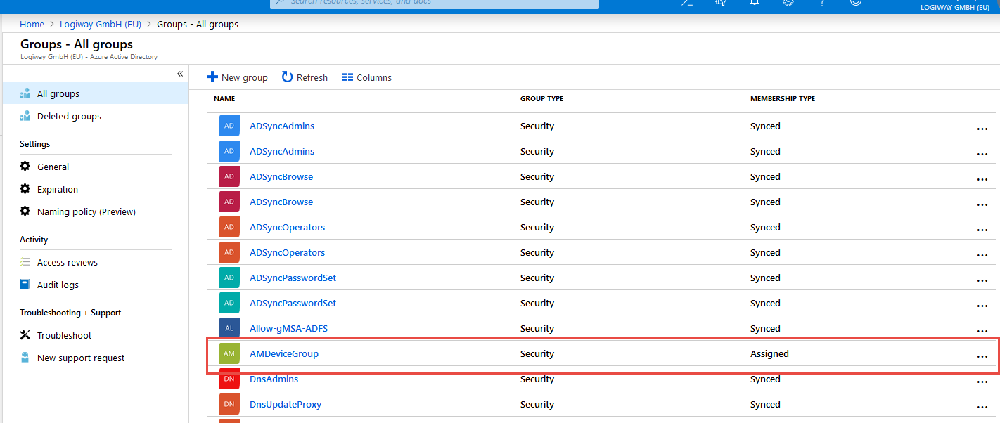 Search resources, services, and docs
LOGIWAY GMBH (EU)
Home > Logiway GmbH (EU) > Groups - All groups
Groups - All groups
Logiway GmbH (EU) - Azure Active Directory
«
All groups
Deleted groups
Settings
General
Expiration
Naming policy (Preview)
Activity
Access reviews
Audit logs
Troubleshooting + Support
Troubleshoot
New support request
New group Refresh Columns
NAME GROUP TYPE MEMBERSHIP TYPE
AD ADSyncAdmins Security Synced ...
AD ADSyncAdmins Security Synced ...
AD ADSyncBrowse Security Synced ...
AD ADSyncBrowse Security Synced ...
AD ADSyncOperators Security Synced ...
AD ADSyncOperators Security Synced ...
AD ADSyncPasswordSet Security Synced ...
AD ADSyncPasswordSet Security Synced ...
AL Allow-gMSA-ADFS Security Synced ...
AM AMDeviceGroup Security Assigned ...
DN DnsAdmins Security Synced ...
DN DnsUpdateProxy Security Synced ...